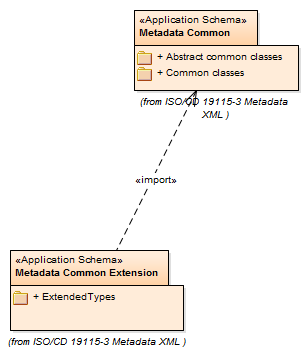 «Application Schema»
Metadata Common
+ Abstract common classes
+ Common classes
(from ISO/CD 19115-3 Metadata
XML )
«import»
«Application Schema»
Metadata Common Extension
+ ExtendedTypes
(from ISO/CD 19115-3 Metadata XML )